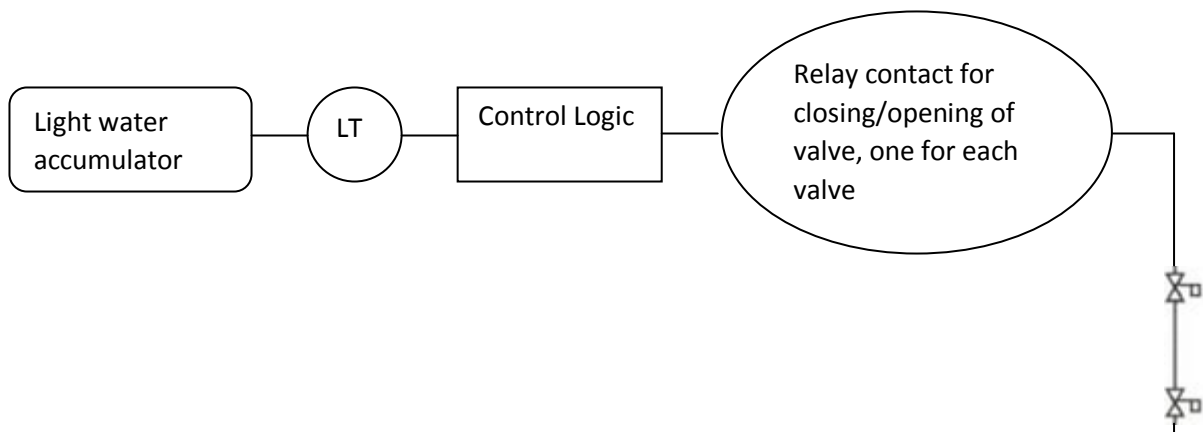 Light water
accumulator
LT
Control Logic
Relay contact for
closing/opening of
valve, one for each
valve